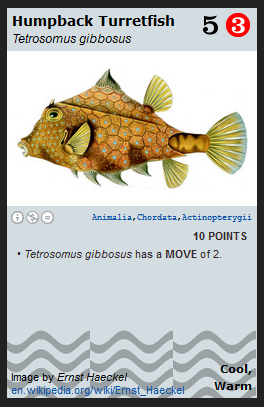 Humpback Turretfish 5 3
Tetrosomus gibbosus
Animalia,Chordata,Actinopterygii
10 POINTS
• Tetrosomus gibbosus has a MOVE of 2.
Cool,
Warm
Image by Ernst Haeckel
en.wikipedia.org/wiki/Ernst_Haeckel